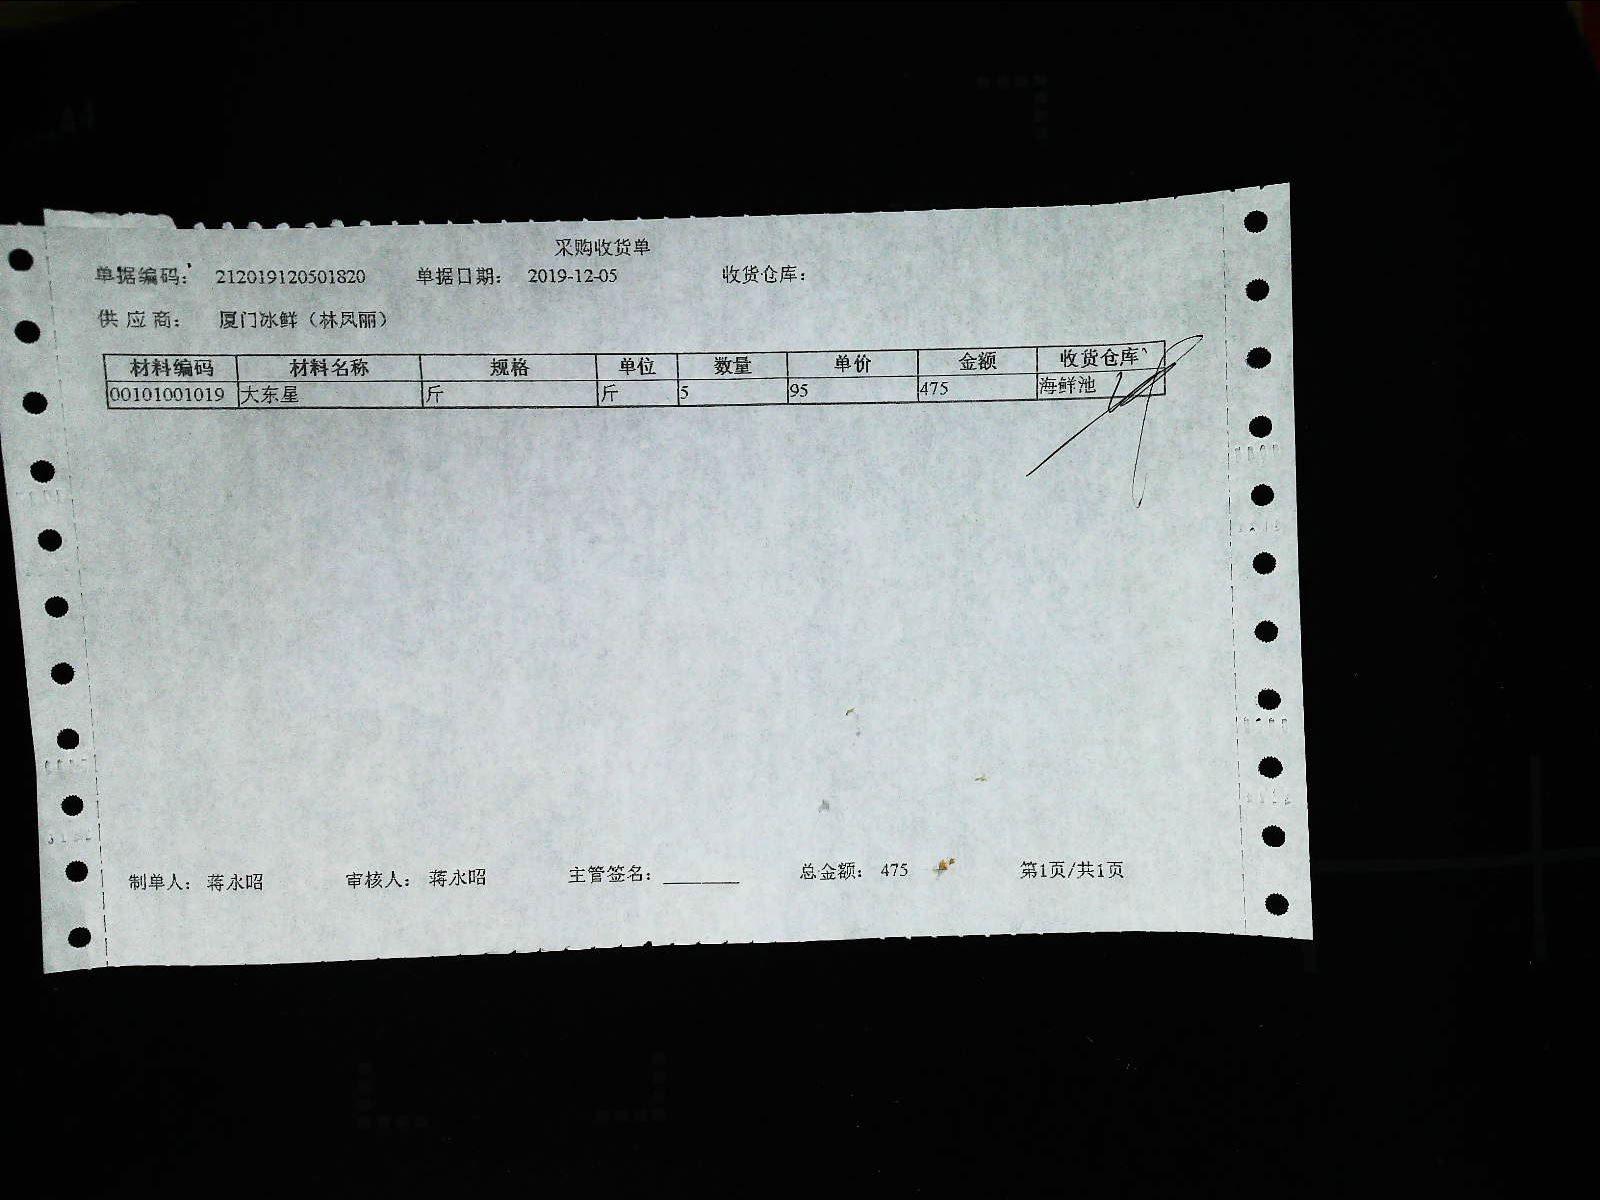 采购收货单
单据编码: 212019120501820 单据日期: 2019-12-05 收货仓库:
供应商: 厦门冰鲜（林凤丽）
材料编码 材料名称 规格 单位 数量 单价 金额 收货仓库
00101001019 大东星 斤 斤 5 95 475 海鲜池
制单人: 蒋永昭 审核人: 蒋永昭 主管签名: ________ 总金额: 475 第1页/共1页